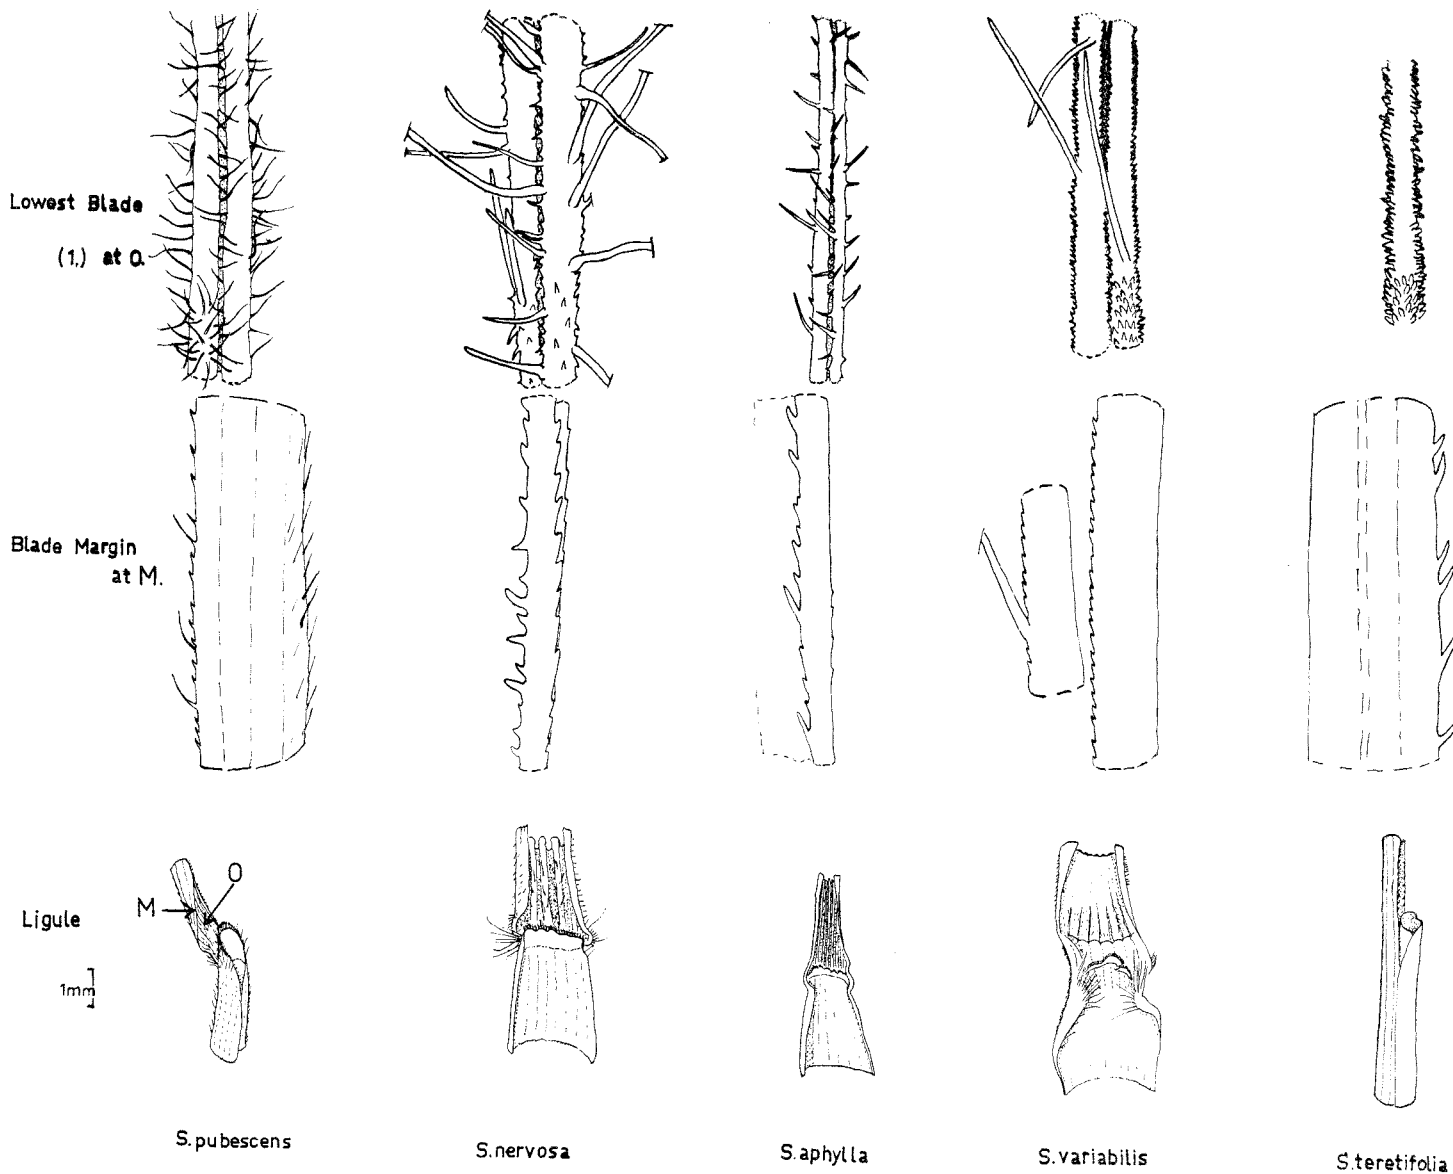 Lowest Blade
(1.) at O.
Blade Margin
at M.
M
O
Ligule
1mm
S.pubescens
S.nervosa
S.aphylla
S.variabilis
S.teretifolia